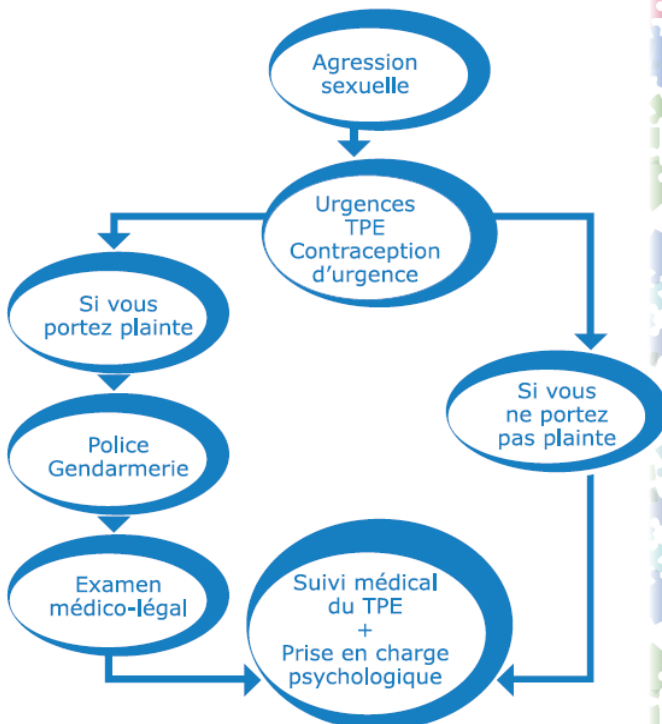 Agression
sexuelle
Urgences
TPE
Contraception
d'urgence
Si vous
portez plainte
Si vous
ne portez
pas plainte
Police
Gendarmerie
Examen
médico-légal
Suivi médical
du TPE
+
Prise en charge
psychologique